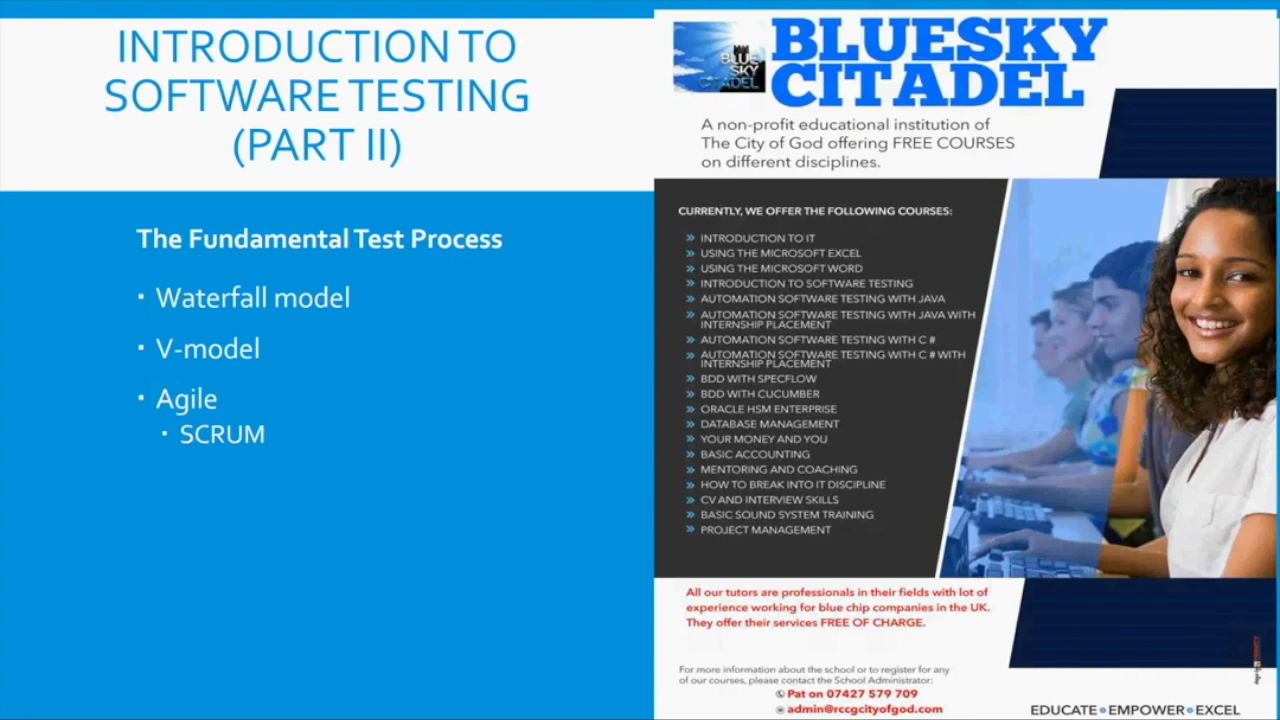 INTRODUCTION TO
SOFTWARE TESTING
(PART II)
The Fundamental Test Process
▪ Waterfall model
▪ V-model
▪ Agile
▪ SCRUM
BLUE
SKY
CITADEL
BLUESKY
CITADEL
A non-profit educational institution of
The City of God offering FREE COURSES
on different disciplines.
CURRENTLY, WE OFFER THE FOLLOWING COURSES:
» INTRODUCTION TO IT
» USING THE MICROSOFT EXCEL
» USING THE MICROSOFT WORD
» INTRODUCTION TO SOFTWARE TESTING
» AUTOMATION SOFTWARE TESTING WITH JAVA
» AUTOMATION SOFTWARE TESTING WITH JAVA WITH
INTERNSHIP PLACEMENT
» AUTOMATION SOFTWARE TESTING WITH C #
» AUTOMATION SOFTWARE TESTING WITH C # WITH
INTERNSHIP PLACEMENT
» BDD WITH SPECFLOW
» BDD WITH CUCUMBER
» ORACLE HSM ENTERPRISE
» DATABASE MANAGEMENT
» YOUR MONEY AND YOU
» BASIC ACCOUNTING
» MENTORING AND COACHING
» HOW TO BREAK INTO IT DISCIPLINE
» CV AND INTERVIEW SKILLS
» BASIC SOUND SYSTEM TRAINING
» PROJECT MANAGEMENT
All our tutors are professionals in their fields with lot of
experience working for blue chip companies in the UK.
They offer their services FREE OF CHARGE.
For more information about the school or to register for any
of our courses, please contact the School Administrator:
Pat on 07427 579 709
admin@rccgcityofgod.com
EDUCATE•EMPOWER•EXCEL